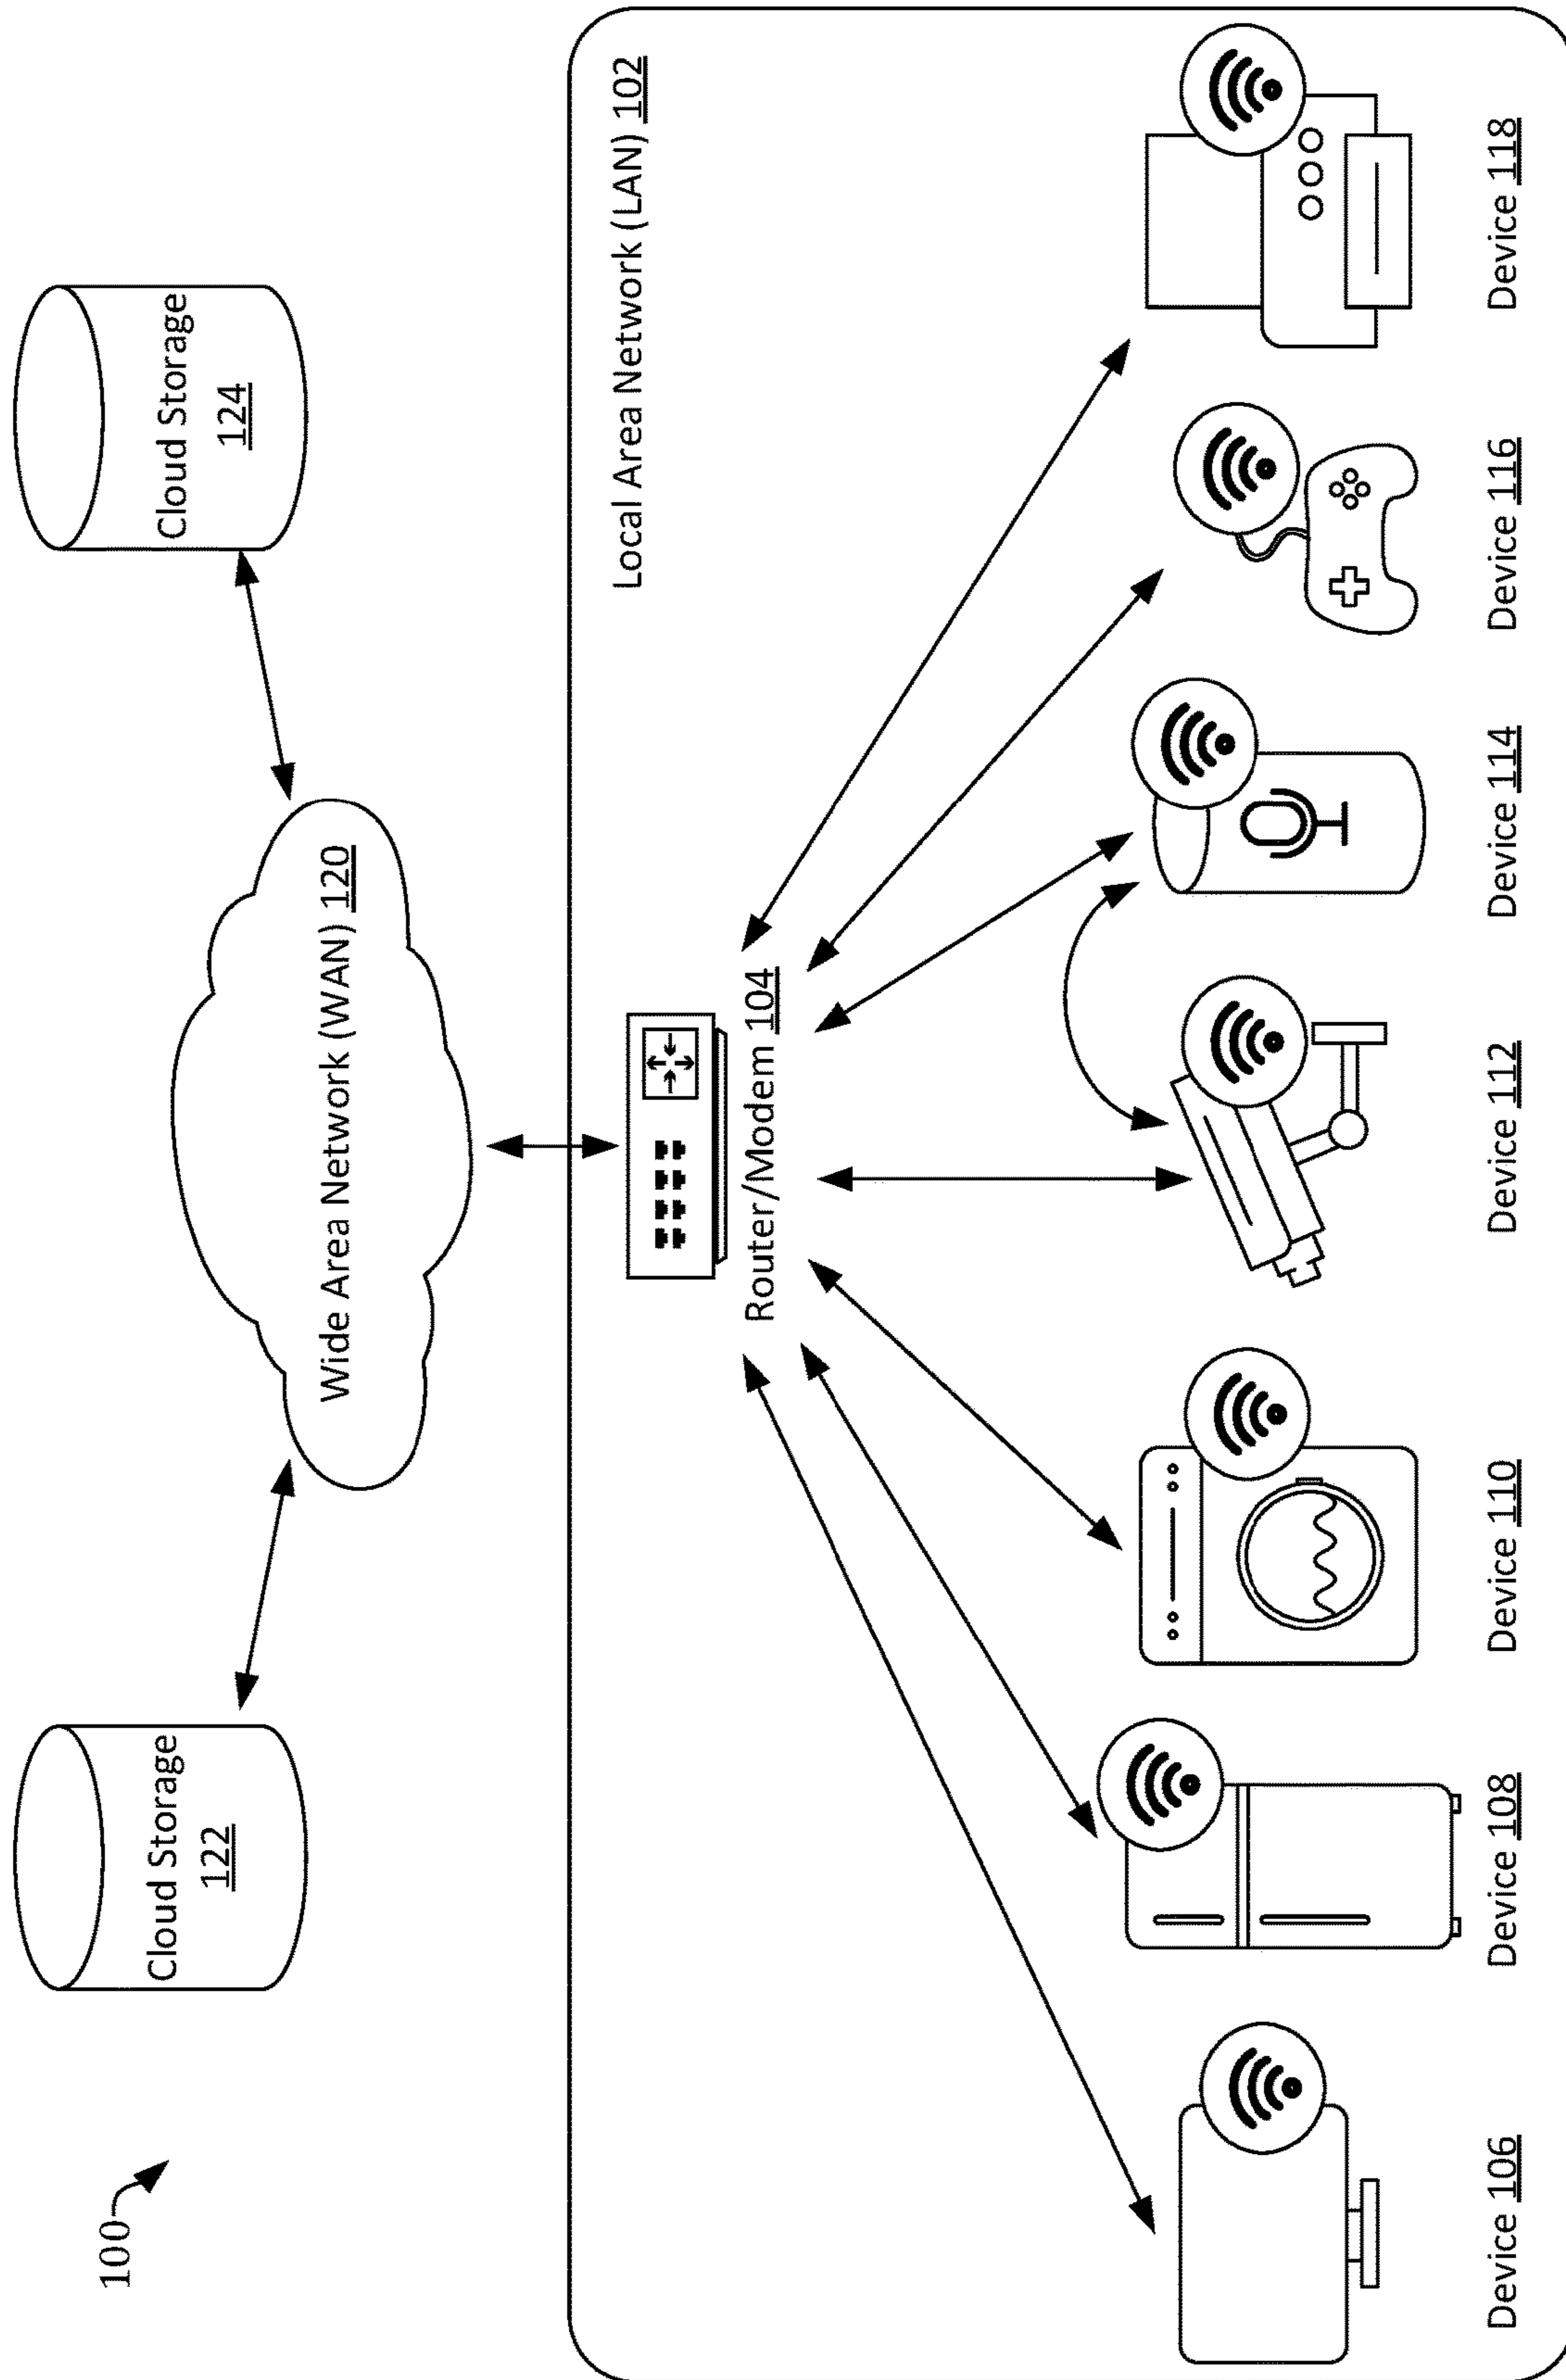 100
Cloud Storage
122
Cloud Storage
124
Wide Area Network (WAN) 120
Local Area Network (LAN) 102
Router/Modem 104
Device 106
Device 108
Device 110
Device 112
Device 114
Device 116
Device 118